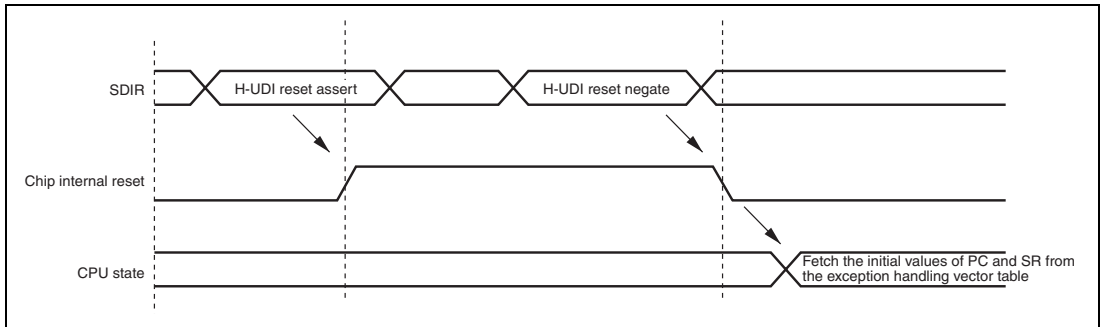 SDIR
H-UDI reset assert
H-UDI reset negate
Chip internal reset
CPU state
Fetch the initial values of PC and SR from
the exception handling vector table